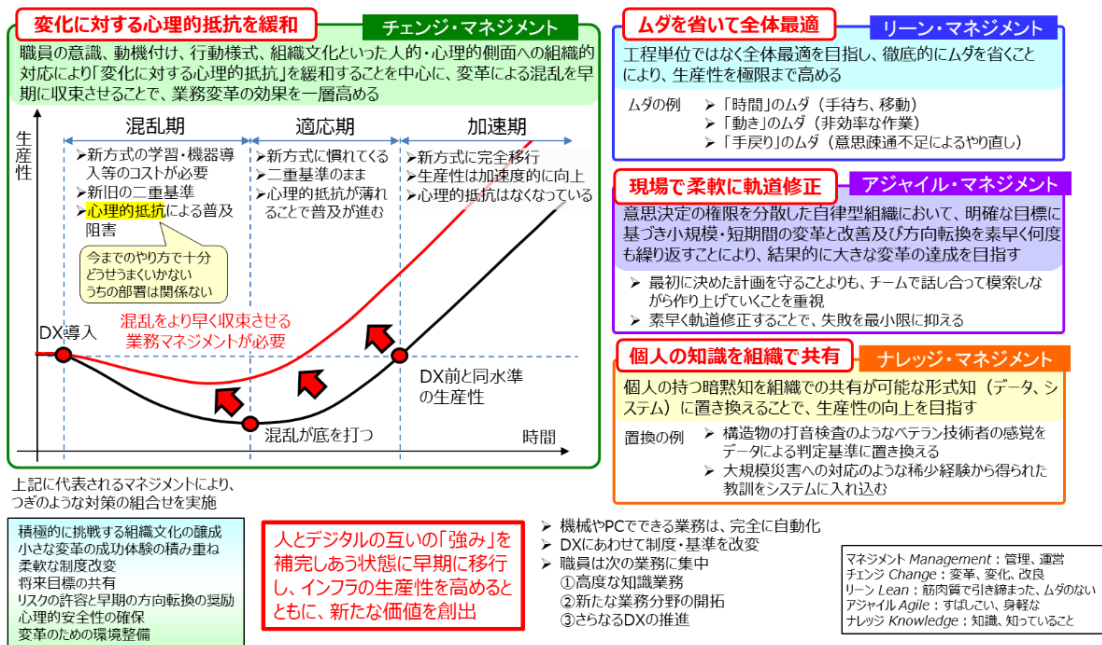 変化に対する心理的抵抗を緩和
チェンジ・マネジメント
職員の意識、動機付け、行動様式、組織文化といった人的・心理的側面への組織的
対応により「変化に対する心理的抵抗」を緩和することを中心に、変革による混乱を早
期に収束させることで、業務変革の効果を一層高める
生産性
混乱期
➢新方式の学習・機器導
入等のコストが必要
➢新旧の二重基準
➢心理的抵抗による普及
阻害
今までのやり方で十分
どうせうまくいかない
うちの部署は関係ない
適応期
➢新方式に慣れてくる
➢二重基準のまま
➢心理的抵抗が薄れ
ることで普及が進む
加速期
➢新方式に完全移行
➢生産性は加速度的に向上
➢心理的抵抗はなくなっている
DX導入
混乱をより早く収束させる
業務マネジメントが必要
DX前と同水準
の生産性
混乱が底を打つ
時間
ムダを省いて全体最適
リーン・マネジメント
工程単位ではなく全体最適を目指し、徹底的にムダを省くこと
により、生産性を極限まで高める
ムダの例
➢ 「時間」のムダ（手待ち、移動）
➢ 「動き」のムダ（非効率な作業）
➢ 「手戻り」のムダ（意思疎通不足によるやり直し）
現場で柔軟に軌道修正
アジャイル・マネジメント
意思決定の権限を分散した自律型組織において、明確な目標に
基づき小規模・短期間の変革と改善及び方向転換を素早く何度
も繰り返すことにより、結果的に大きな変革の達成を目指す
➢ 最初に決めた計画を守ることよりも、チームで話し合って模索しな
がら作り上げていくことを重視
➢ 素早く軌道修正することで、失敗を最小限に抑える
個人の知識を組織で共有
ナレッジ・マネジメント
個人の持つ暗黙知を組織での共有が可能な形式知（データ、シ
ステム）に置き換えることで、生産性の向上を目指す
置換の例
➢ 構造物の打音検査のようなベテラン技術者の感覚を
データによる判定基準に置き換える
➢ 大規模災害への対応のような稀少経験から得られた
教訓をシステムに入れ込む
上記に代表されるマネジメントにより、
つぎのような対策の組合せを実施
積極的に挑戦する組織文化の醸成
小さな変革の成功体験の積み重ね
柔軟な制度改変
将来目標の共有
リスクの許容と早期の方向転換の奨励
心理的安全性の確保
変革のための環境整備
人とデジタルの互いの「強み」を
補完しあう状態に早期に移行
し、インフラの生産性を高めると
ともに、新たな価値を創出
➢ 機械やPCでできる業務は、完全に自動化
➢ DXにあわせて制度・基準を改変
➢ 職員は次の業務に集中
①高度な知識業務
②新たな業務分野の開拓
③さらなるDXの推進
マネジメント Management：管理、運営
チェンジ Change：変革、変化、改良
リーン Lean：筋肉質で引き締まった、ムダのない
アジャイル Agile：すばしこい、身軽な
ナレッジ Knowledge：知識、知っていること